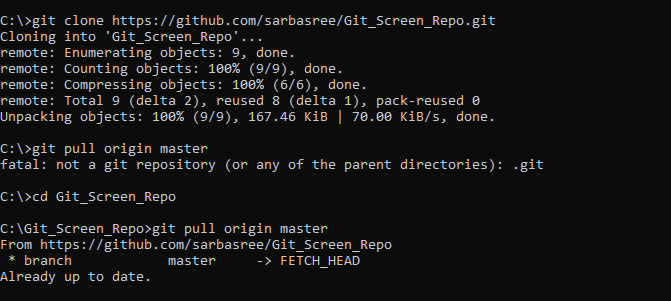 C:\>git clone https://github.com/sarbasree/Git_Screen_Repo.git
Cloning into 'Git_Screen_Repo'...
remote: Enumerating objects: 9, done.
remote: Counting objects: 100% (9/9), done.
remote: Compressing objects: 100% (6/6), done.
remote: Total 9 (delta 2), reused 8 (delta 1), pack-reused 0
Unpacking objects: 100% (9/9), 167.46 KiB | 70.00 KiB/s, done.
C:\>git pull origin master
fatal: not a git repository (or any of the parent directories): .git
C:\>cd Git_Screen_Repo
C:\Git_Screen_Repo>git pull origin master
From https://github.com/sarbasree/Git_Screen_Repo
 * branch            master     -> FETCH_HEAD
Already up to date.